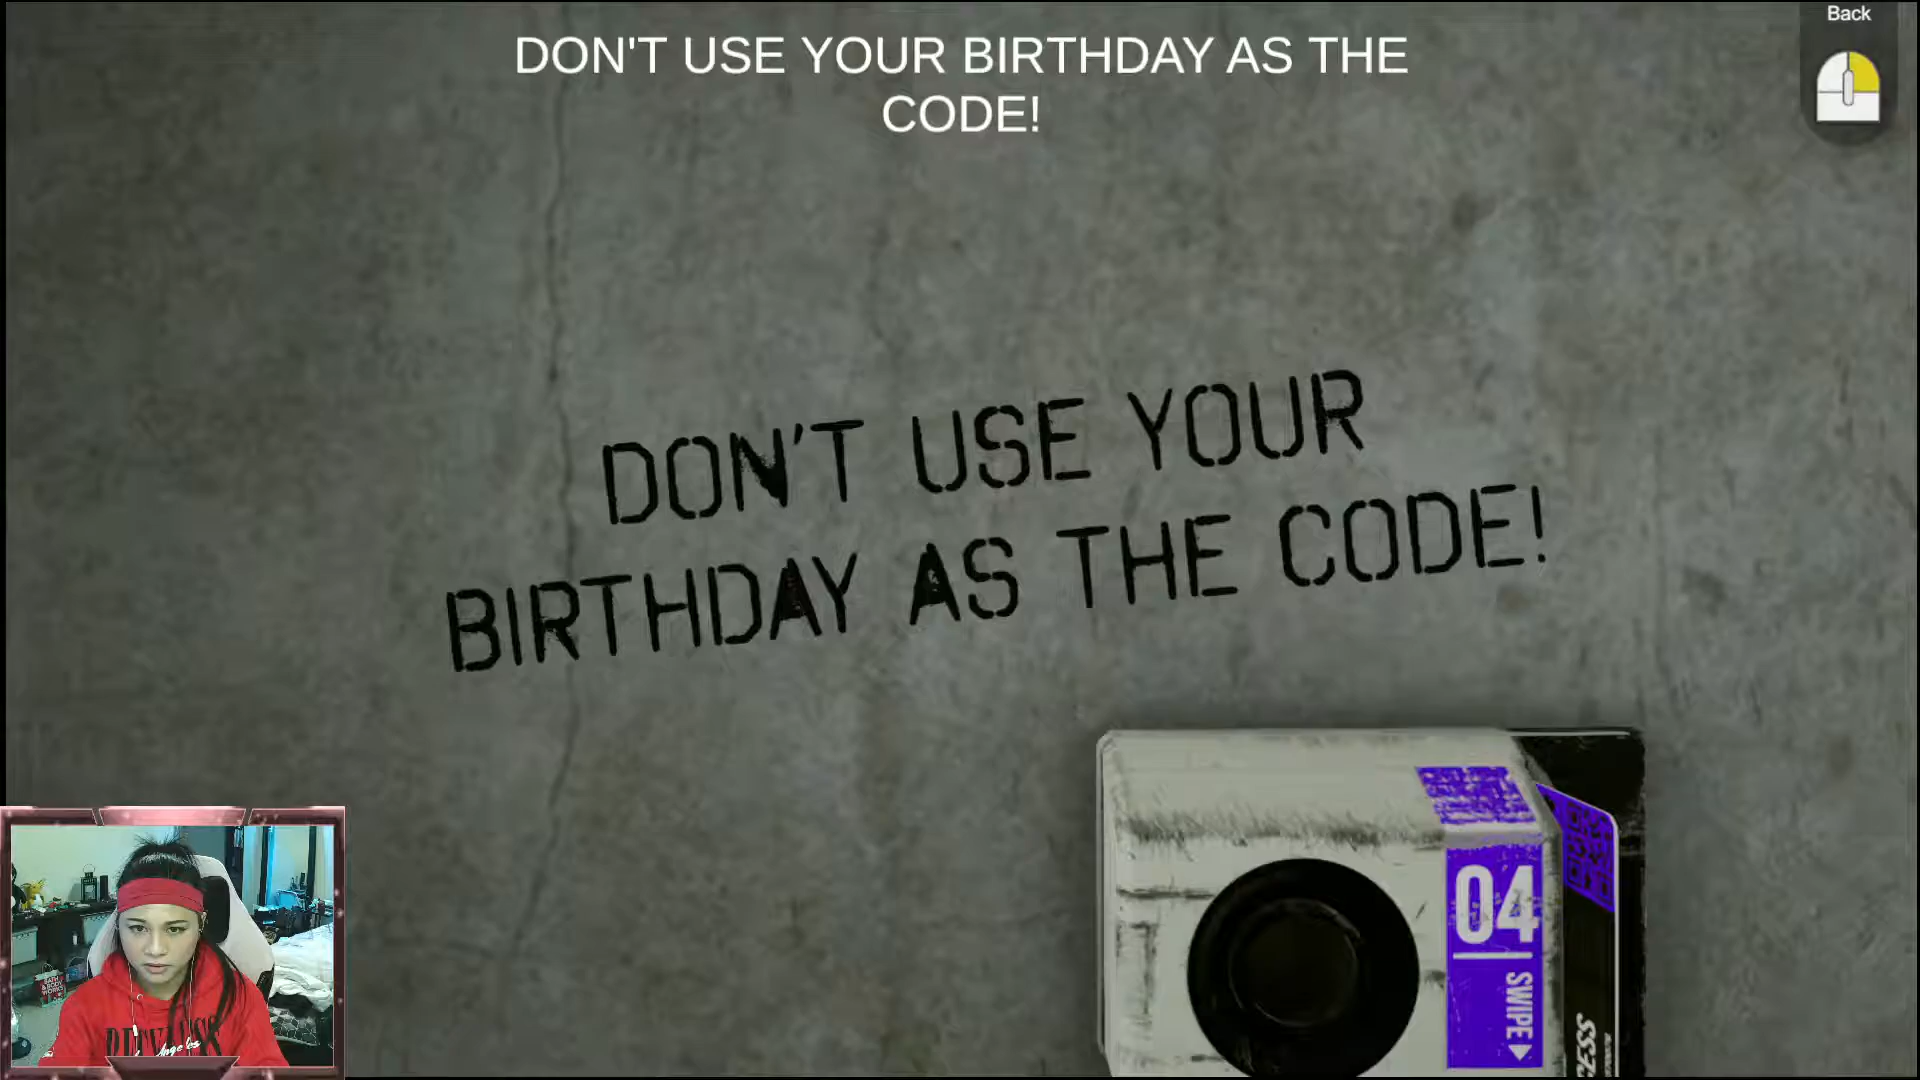 Back
DON'T USE YOUR BIRTHDAY AS THE
CODE!
DON'T USE YOUR
BIRTHDAY AS THE CODE!
04
SWIPE